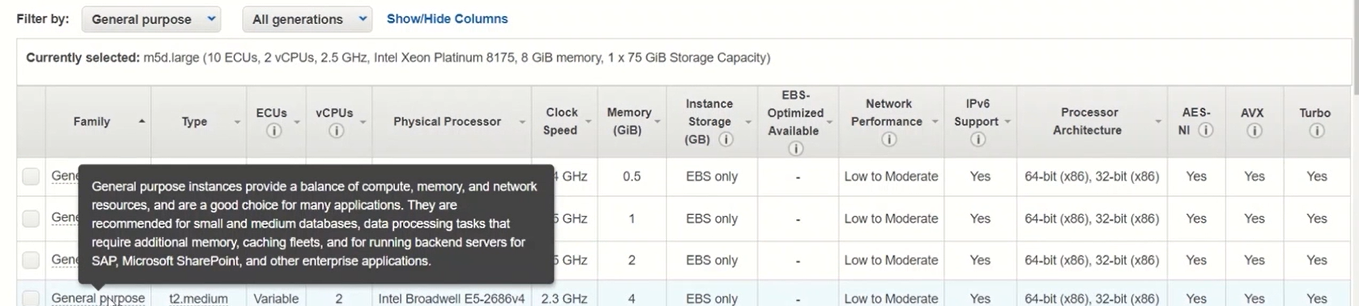 Filter by: General purpose All generations Show/Hide Columns
Currently selected: m5d.large (10 ECUs, 2 vCPUs, 2.5 GHz, Intel Xeon Platinum 8175, 8 GiB memory, 1 x 75 GiB Storage Capacity)
Family Type ECUs vCPUs Physical Processor Clock Speed Memory (GiB) Instance Storage (GB) EBS-Optimized Available Network Performance IPv6 Support Processor Architecture AES-NI AVX Turbo
GHz 0.5 EBS only - Low to Moderate Yes 64-bit (x86), 32-bit (x86) Yes Yes Yes
GHz 1 EBS only - Low to Moderate Yes 64-bit (x86), 32-bit (x86) Yes Yes Yes
GHz 2 EBS only - Low to Moderate Yes 64-bit (x86), 32-bit (x86) Yes Yes Yes
General purpose instances provide a balance of compute, memory, and network
resources, and are a good choice for many applications. They are
recommended for small and medium databases, data processing tasks that
require additional memory, caching fleets, and for running backend servers for
SAP, Microsoft SharePoint, and other enterprise applications.
General purpose t2.medium Variable 2 Intel Broadwell E5-2686v4 2.3 GHz 4 EBS only - Low to Moderate Yes 64-bit (x86), 32-bit (x86) Yes Yes Yes